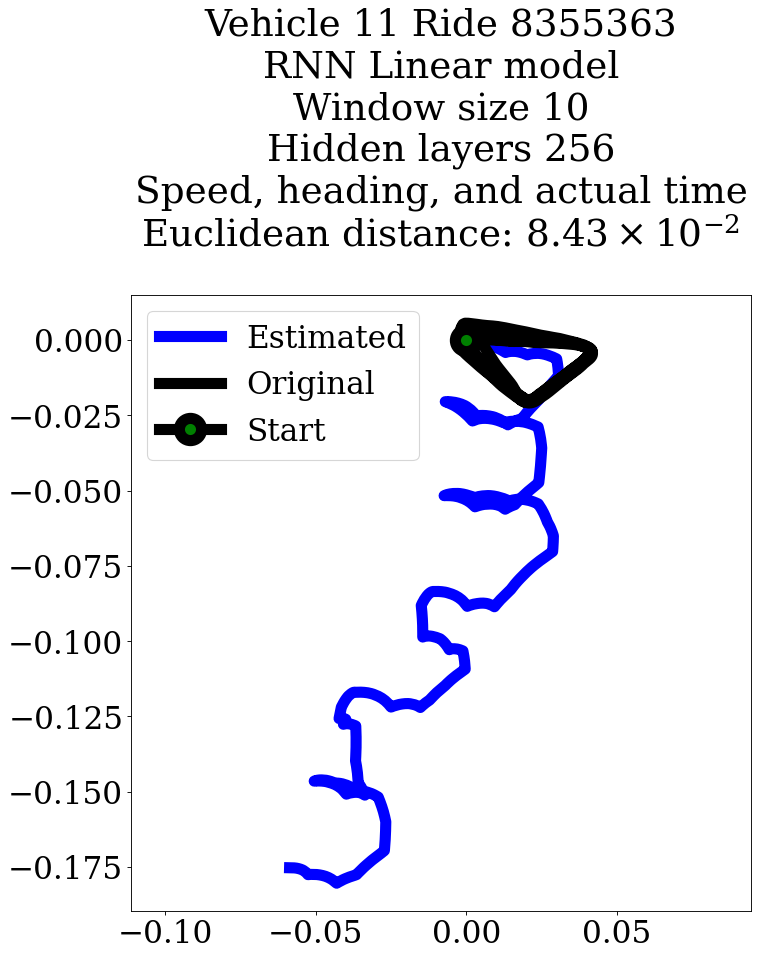 Vehicle 11 Ride 8355363
RNN Linear model
Window size 10
Hidden layers 256
Speed, heading, and actual time
Euclidean distance: 8.43 × 10⁻²
Estimated
Original
Start
0.000
−0.025
−0.050
−0.075
−0.100
−0.125
−0.150
−0.175
−0.10 −0.05 0.00 0.05